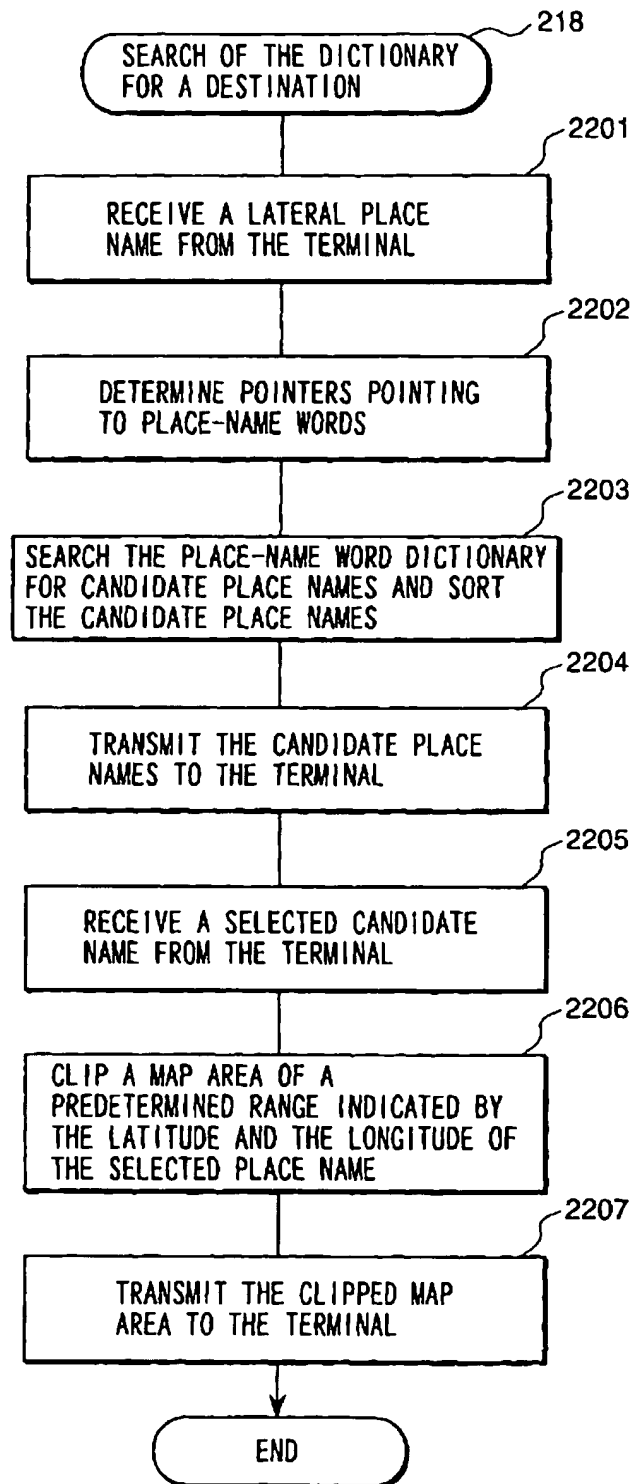 218
SEARCH OF THE DICTIONARY
FOR A DESTINATION
2201
RECEIVE A LATERAL PLACE
NAME FROM THE TERMINAL
2202
DETERMINE POINTERS POINTING
TO PLACE-NAME WORDS
2203
SEARCH THE PLACE-NAME WORD DICTIONARY
FOR CANDIDATE PLACE NAMES AND SORT
THE CANDIDATE PLACE NAMES
2204
TRANSMIT THE CANDIDATE PLACE
NAMES TO THE TERMINAL
2205
RECEIVE A SELECTED CANDIDATE
NAME FROM THE TERMINAL
2206
CLIP A MAP AREA OF A
PREDETERMINED RANGE INDICATED BY
THE LATITUDE AND THE LONGITUDE OF
THE SELECTED PLACE NAME
2207
TRANSMIT THE CLIPPED MAP
AREA TO THE TERMINAL
END